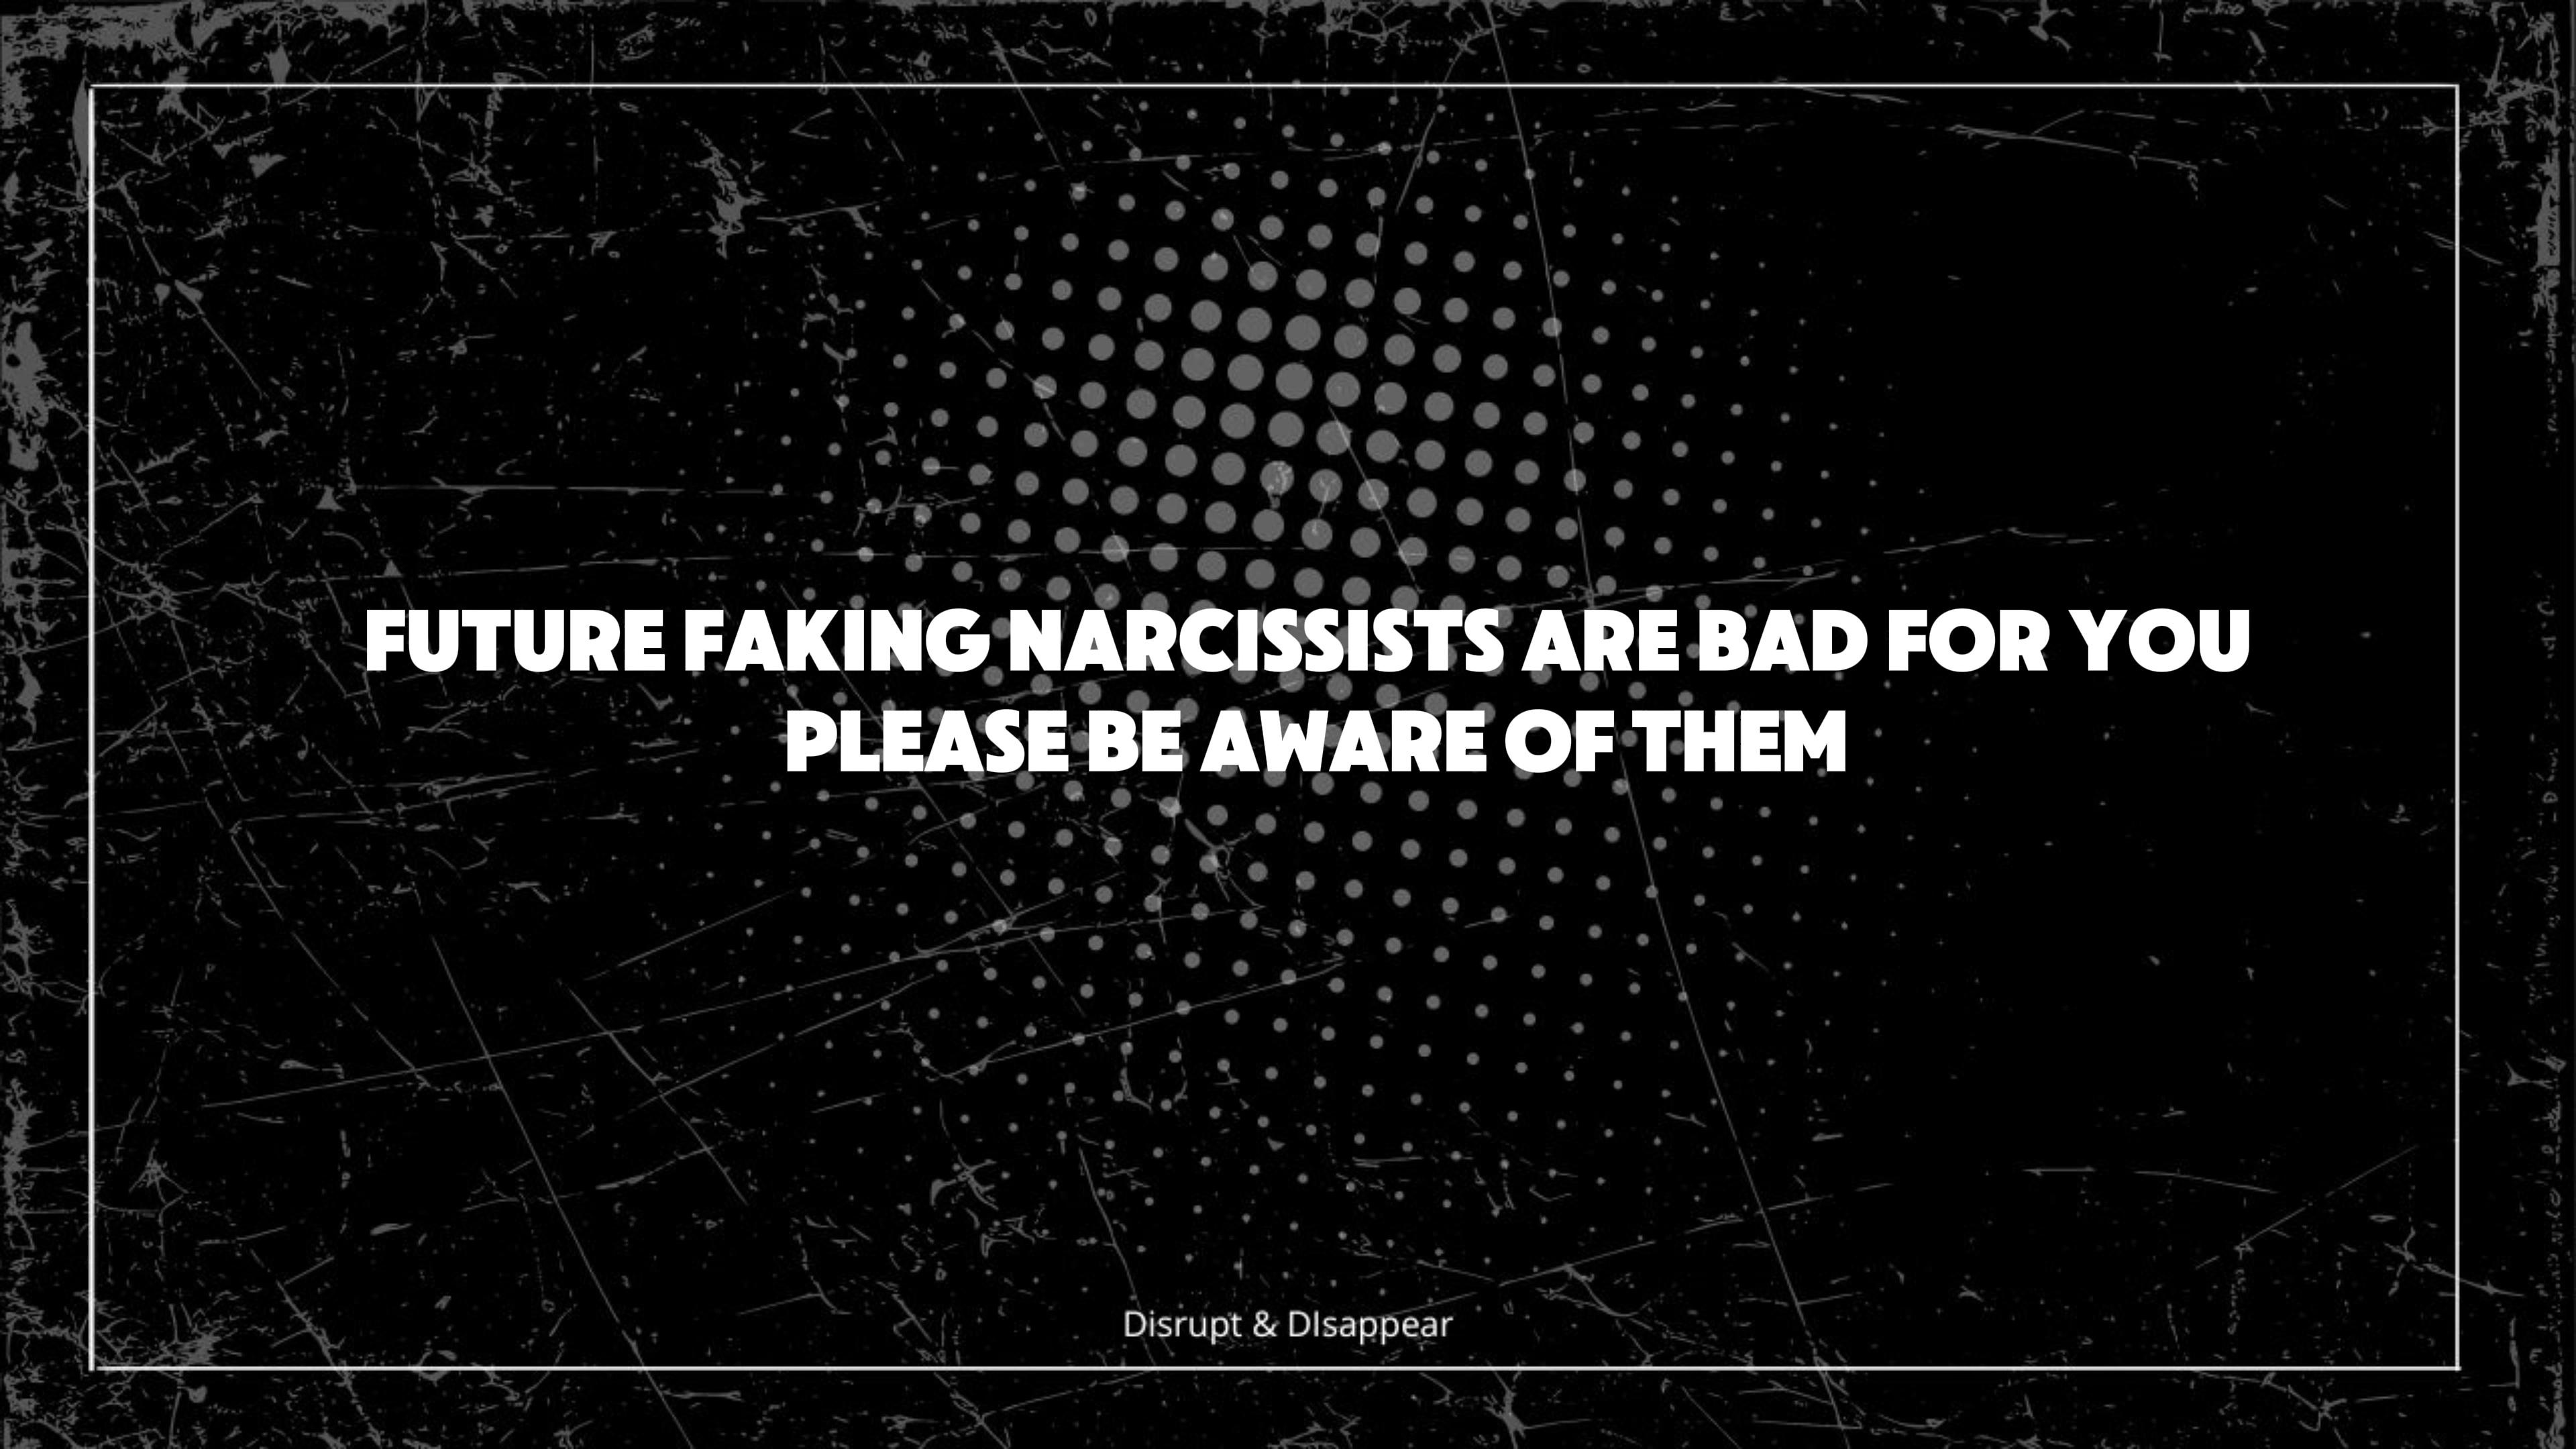 FUTURE FAKING NARCISSISTS ARE BAD FOR YOU
PLEASE BE AWARE OF THEM
Disrupt & DIsappear